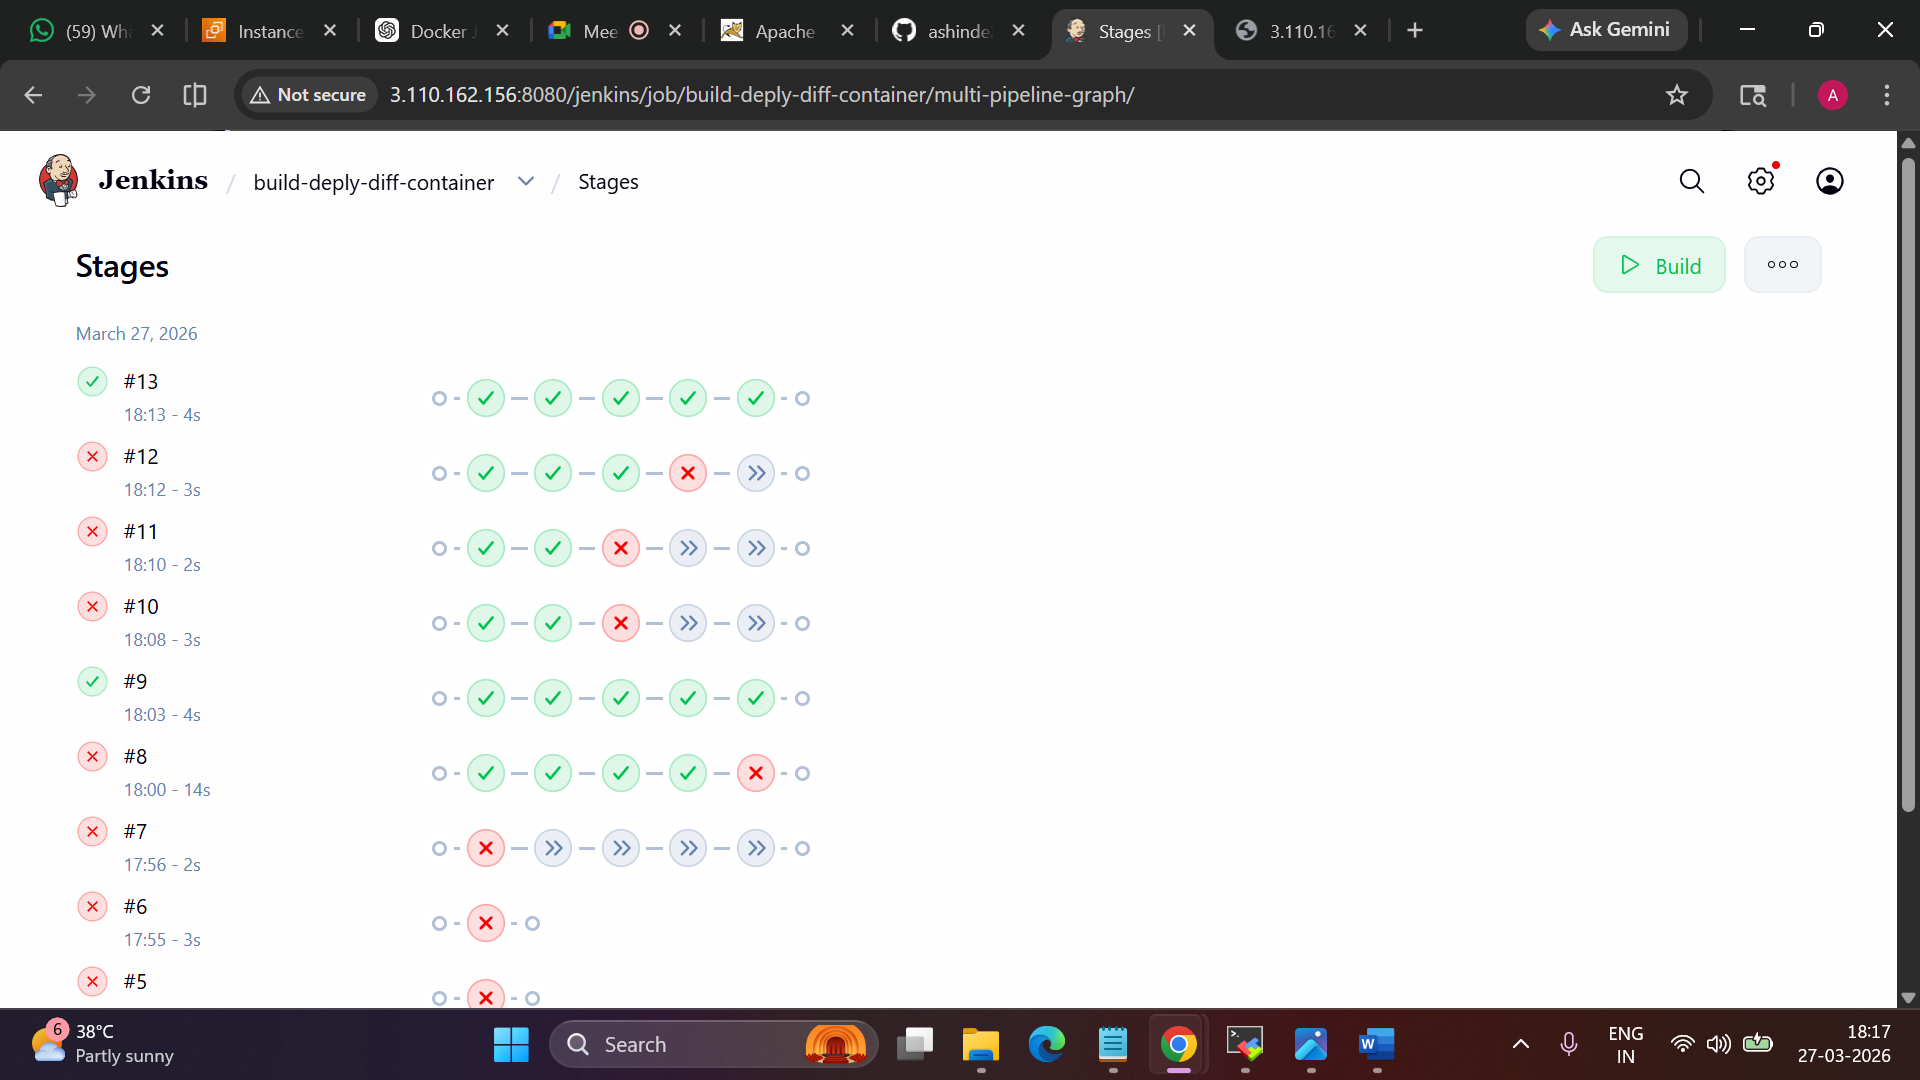 (59) Wh
Instance
Docker J
Mee
Apache
ashinde
Stages [
3.110.16
Ask Gemini
Not secure
3.110.162.156:8080/jenkins/job/build-deply-diff-container/multi-pipeline-graph/
A
Jenkins / build-deply-diff-container / Stages
Stages
Build
March 27, 2026
#13
18:13 - 4s
#12
18:12 - 3s
#11
18:10 - 2s
#10
18:08 - 3s
#9
18:03 - 4s
#8
18:00 - 14s
#7
17:56 - 2s
#6
17:55 - 3s
#5
6
38°C
Partly sunny
Search
ENG
IN
18:17
27-03-2026